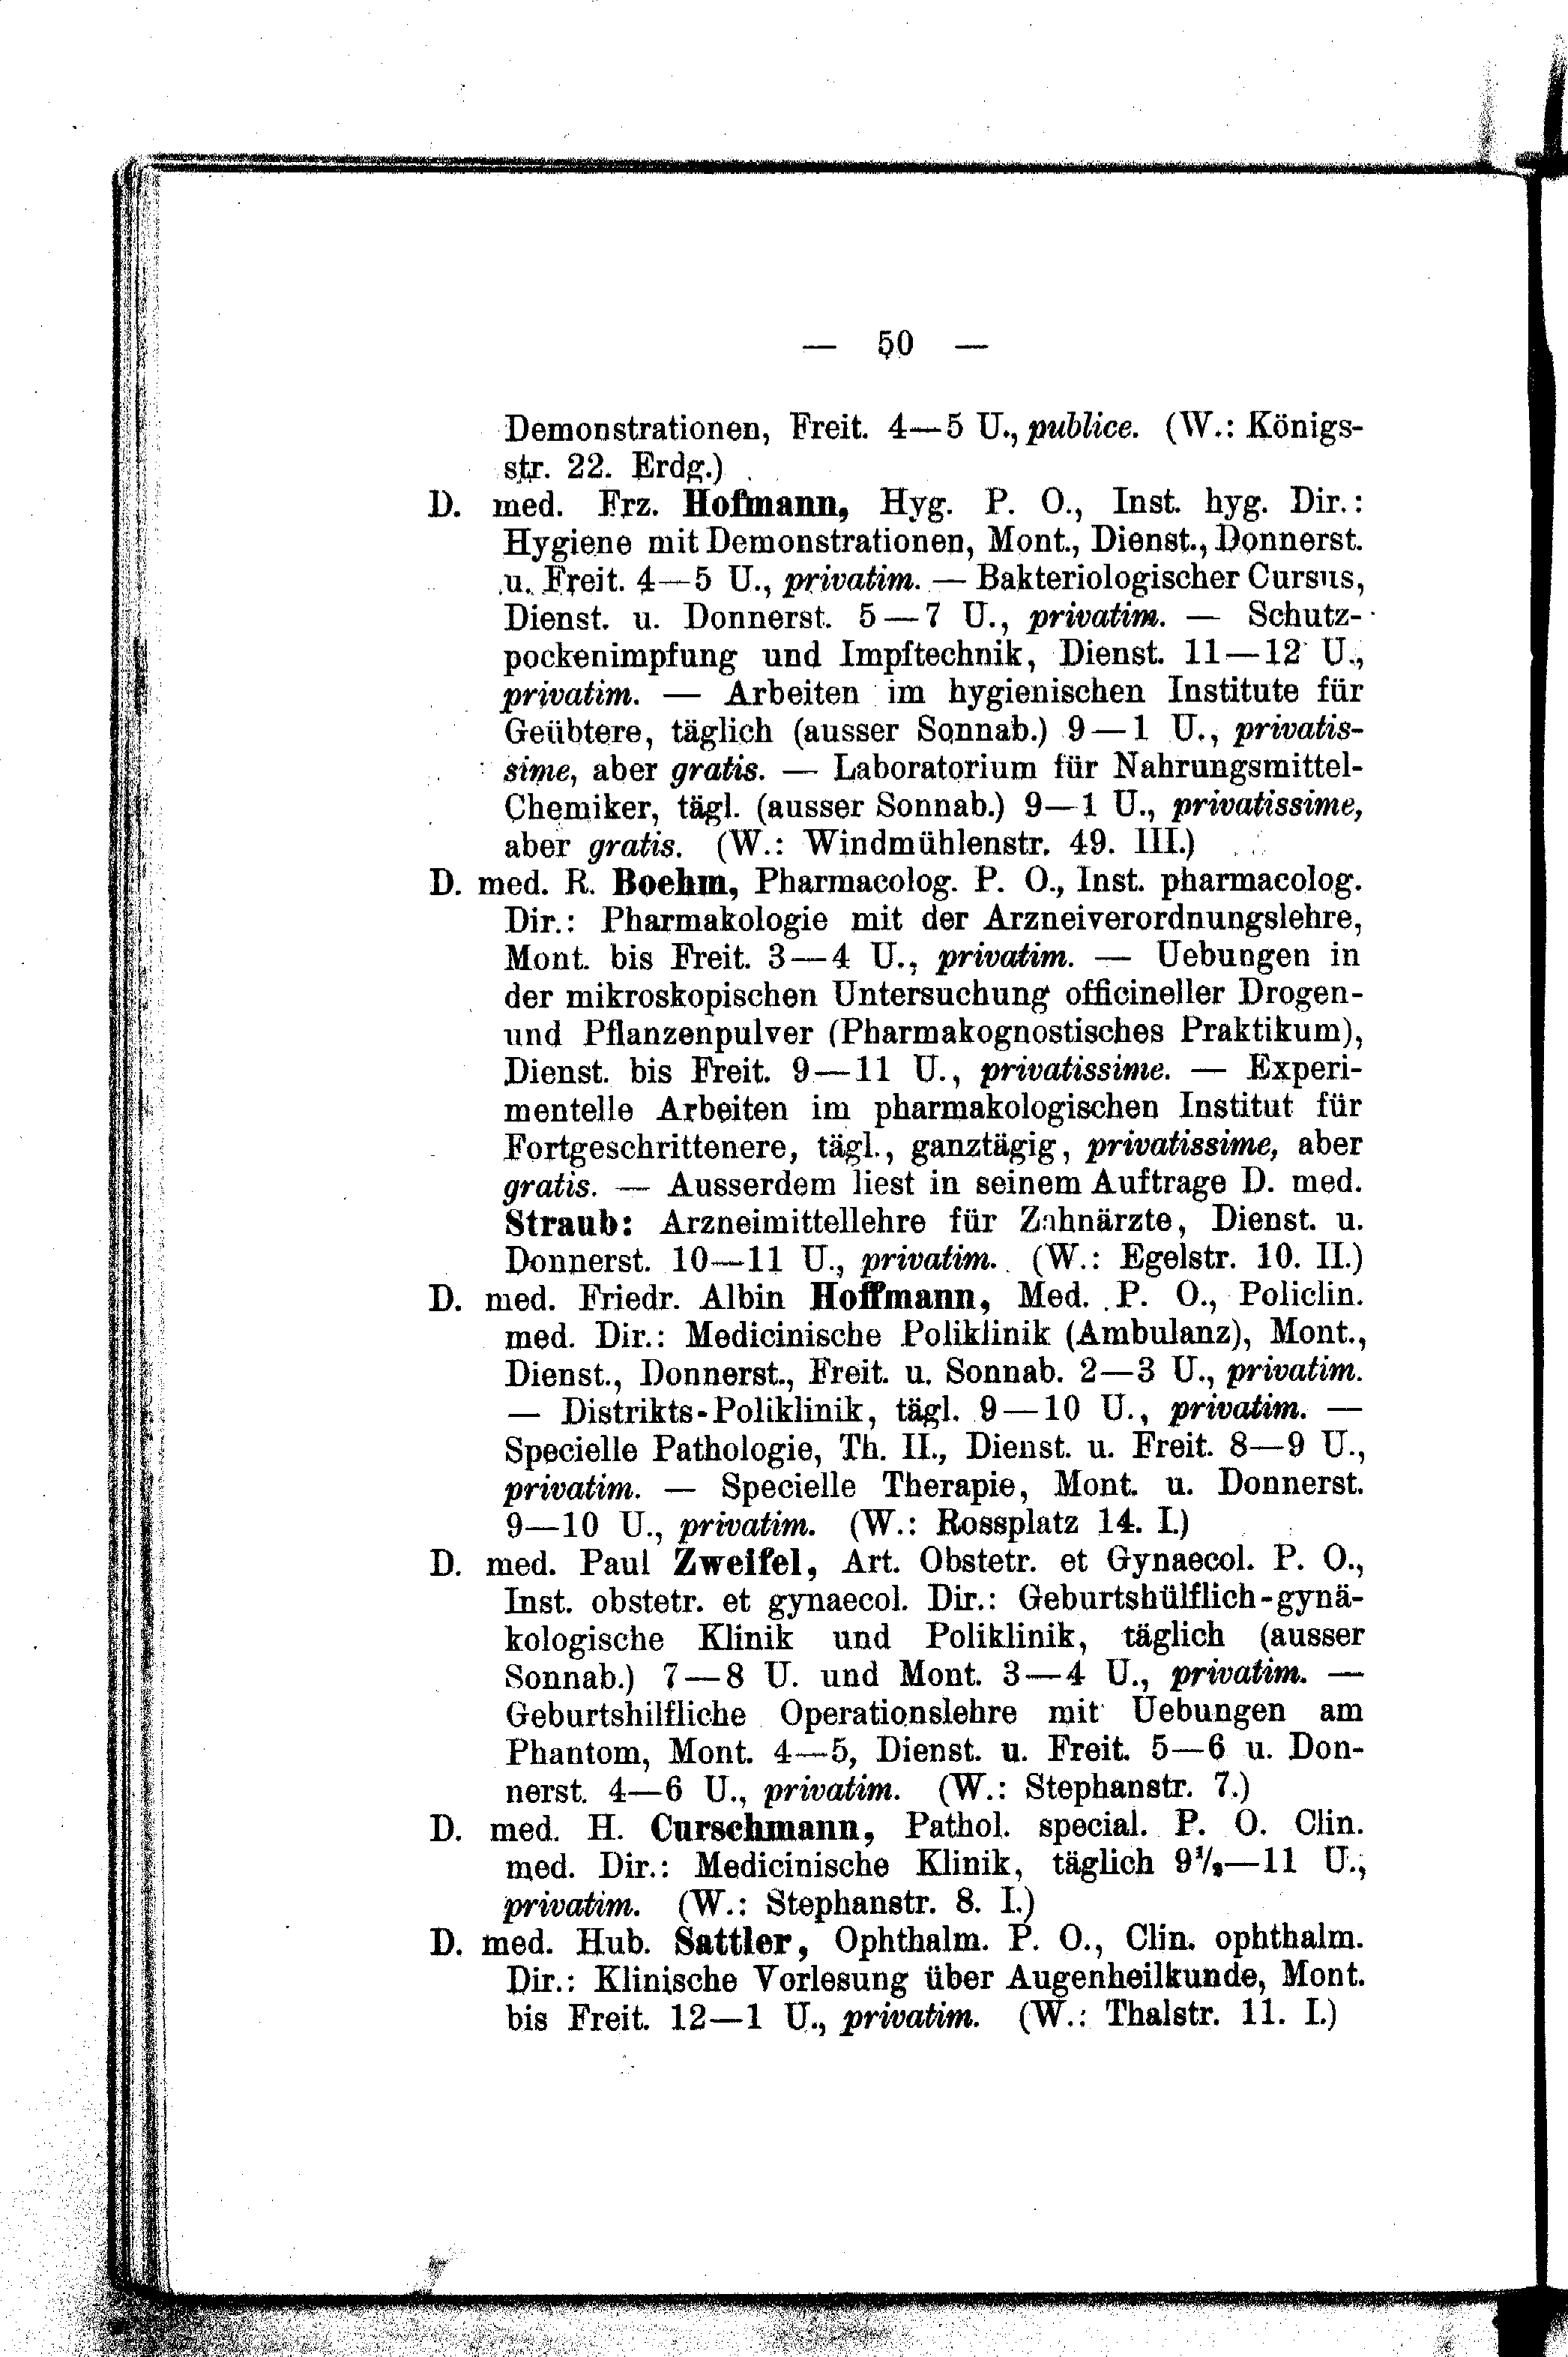 — 50 —
Demonstrationen, Freit. 4—5 U., publice. (W.: Königs-
str. 22. Erdg.)
D. med. Frz. Hofmann, Hyg. P. O., Inst. hyg. Dir.:
Hygiene mit Demonstrationen, Mont., Dienst., Donnerst.
u. Freit. 4—5 U., privatim. — Bakteriologischer Cursus,
Dienst. u. Donnerst. 5—7 U., privatim. — Schutz-
pockenimpfung und Impftechnik, Dienst. 11—12 U.,
privatim. — Arbeiten im hygienischen Institute für
Geübtere, täglich (ausser Sonnab.) 9—1 U., privatis-
sime, aber gratis. — Laboratorium für Nahrungsmittel-
Chemiker, tägl. (ausser Sonnab.) 9—1 U., privatissime,
aber gratis. (W.: Windmühlenstr. 49. III.)
D. med. R. Boehm, Pharmacolog. P. O., Inst. pharmacolog.
Dir.: Pharmakologie mit der Arzneiverordnungslehre,
Mont. bis Freit. 3—4 U., privatim. — Uebungen in
der mikroskopischen Untersuchung officineller Drogen-
und Pflanzenpulver (Pharmakognostisches Praktikum),
Dienst. bis Freit. 9—11 U., privatissime. — Experi-
mentelle Arbeiten im pharmakologischen Institut für
Fortgeschrittenere, tägl., ganztägig, privatissime, aber
gratis. — Ausserdem liest in seinem Auftrage D. med.
Straub: Arzneimittellehre für Zahnärzte, Dienst. u.
Donnerst. 10—11 U., privatim. (W.: Egelstr. 10. II.)
D. med. Friedr. Albin Hoffmann, Med. P. O., Policlin.
med. Dir.: Medicinische Poliklinik (Ambulanz), Mont.,
Dienst., Donnerst., Freit. u. Sonnab. 2—3 U., privatim.
— Distrikts-Poliklinik, tägl. 9—10 U., privatim. —
Specielle Pathologie, Th. II., Dienst. u. Freit. 8—9 U.,
privatim. — Specielle Therapie, Mont. u. Donnerst.
9—10 U., privatim. (W.: Rossplatz 14. I.)
D. med. Paul Zweifel, Art. Obstetr. et Gynaecol. P. O.,
Inst. obstetr. et gynaecol. Dir.: Geburtshülflich-gynä-
kologische Klinik und Poliklinik, täglich (ausser
Sonnab.) 7—8 U. und Mont. 3—4 U., privatim. —
Geburtshilfliche Operationslehre mit Uebungen am
Phantom, Mont. 4—5, Dienst. u. Freit. 5—6 u. Don-
nerst. 4—6 U., privatim. (W.: Stephanstr. 7.)
D. med. H. Curschmann, Pathol. special. P. O. Clin.
med. Dir.: Medicinische Klinik, täglich 9½—11 U.,
privatim. (W.: Stephanstr. 8. I.)
D. med. Hub. Sattler, Ophthalm. P. O., Clin. ophthalm.
Dir.: Klinische Vorlesung über Augenheilkunde, Mont.
bis Freit. 12—1 U., privatim. (W.: Thalstr. 11. I.)